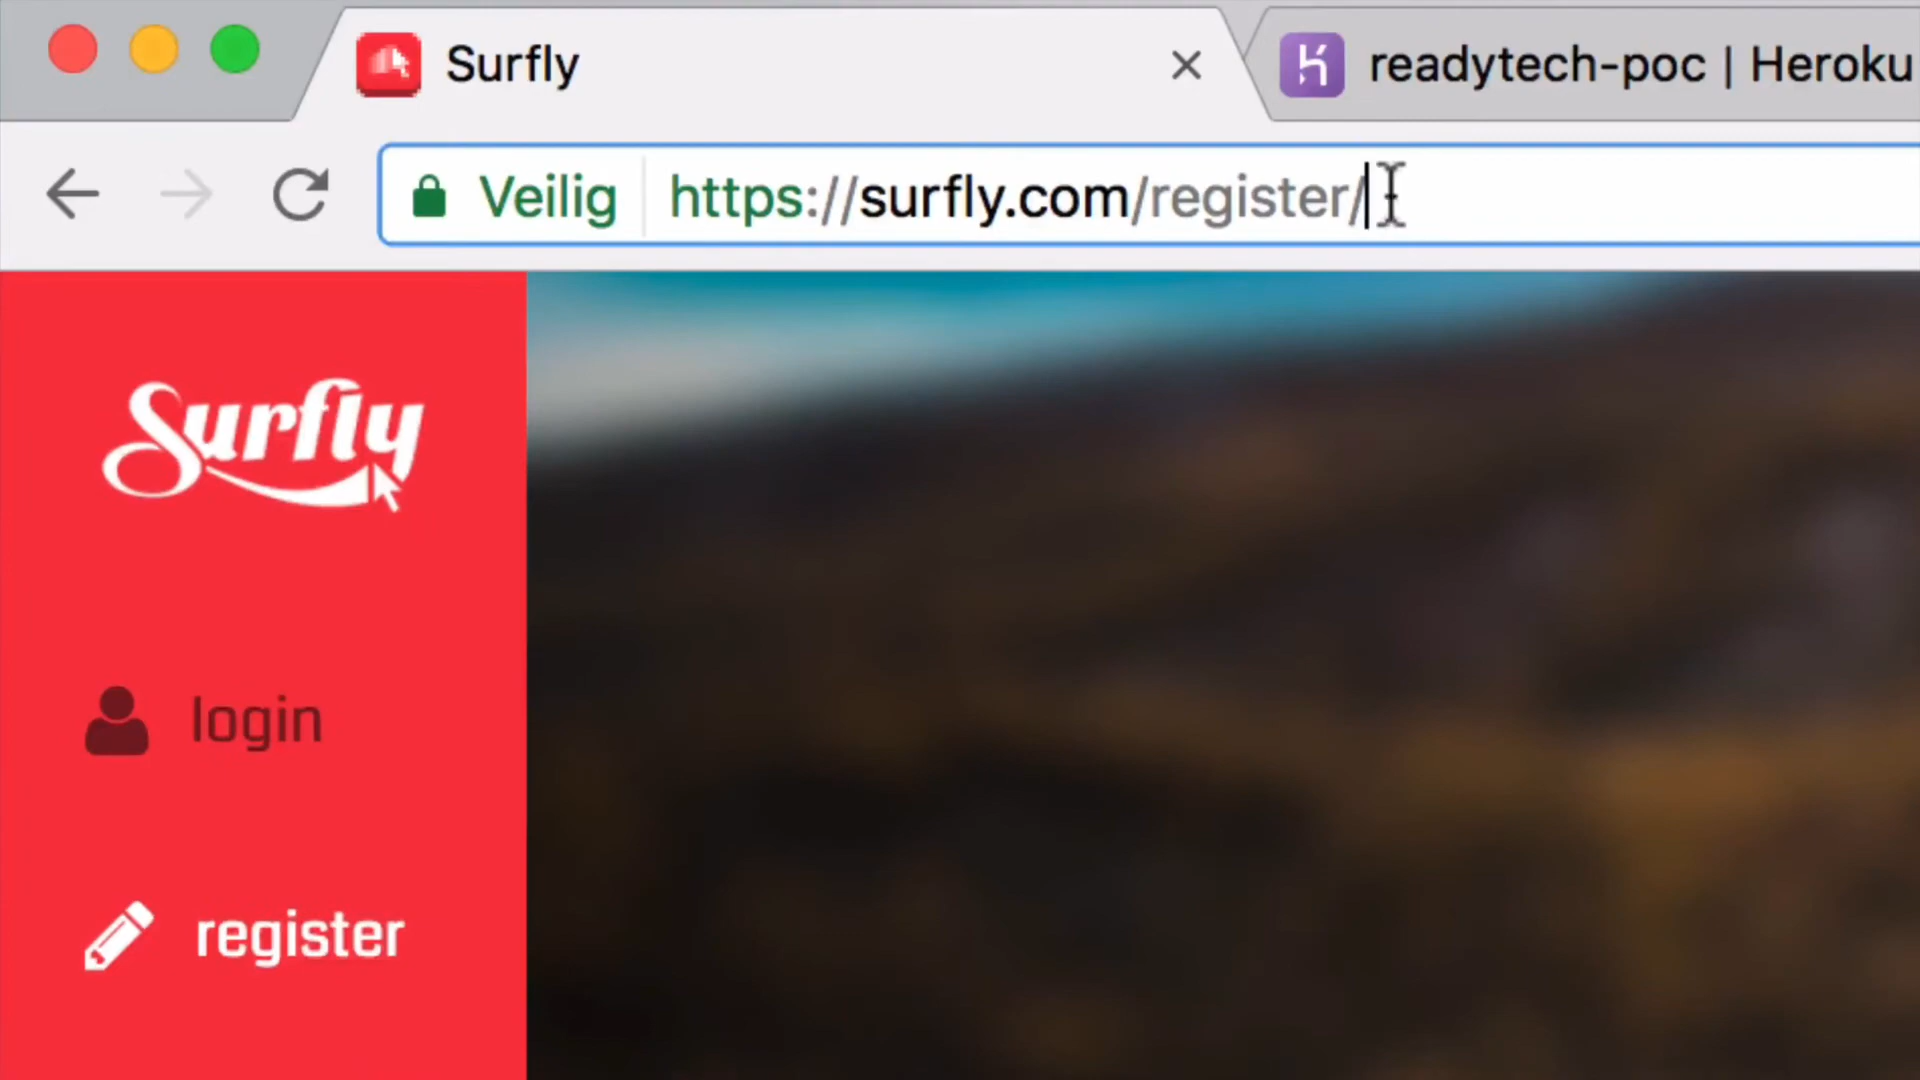 Surfly
readytech-poc | Heroku
Veilig https://surfly.com/register/
Surfly
login
register